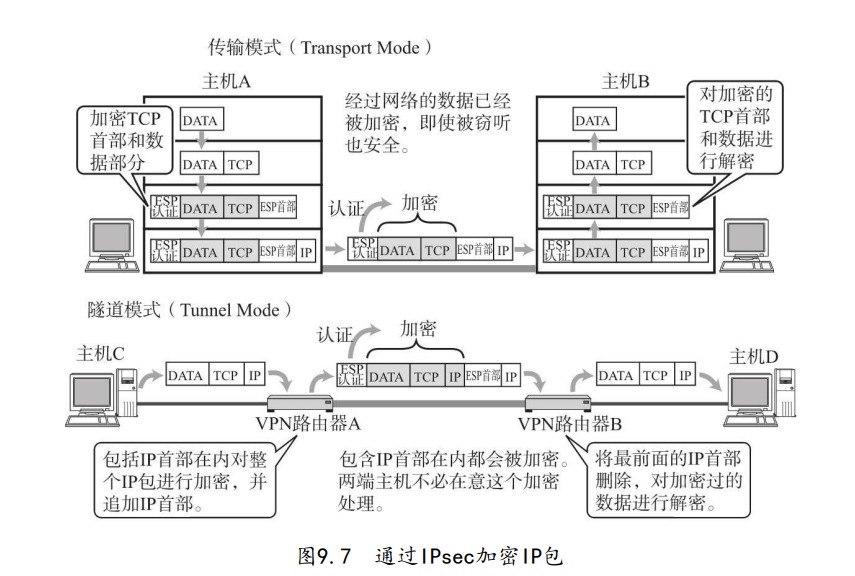 传输模式（Transport Mode）
主机A
主机B
加密TCP
首部和数
据部分
经过网络的数据已经
被加密，即使被窃听
也安全。
对加密的
TCP首部
和数据进
行解密
DATA
DATA
DATA TCP
DATA TCP
ESP认证 DATA TCP ESP首部
ESP认证 DATA TCP ESP首部
认证
加密
ESP认证 DATA TCP ESP首部 IP
ESP认证 DATA TCP ESP首部 IP
ESP认证 DATA TCP ESP首部 IP
隧道模式（Tunnel Mode）
认证
加密
主机C
主机D
DATA TCP IP
ESP认证 DATA TCP IP ESP首部 IP
DATA TCP IP
VPN路由器A
VPN路由器B
包括IP首部在内对整
个IP包进行加密，并
追加IP首部。
包含IP首部在内都会被加密。
两端主机不必在意这个加密
处理。
将最前面的IP首部
删除，对加密过的
数据进行解密。
图9.7 通过IPsec加密IP包